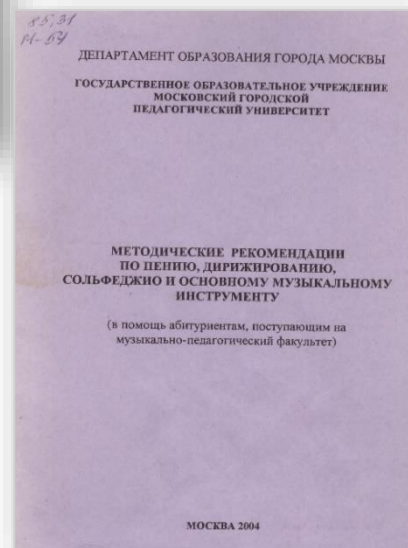 85,31
М-54
ДЕПАРТАМЕНТ ОБРАЗОВАНИЯ ГОРОДА МОСКВЫ
ГОСУДАРСТВЕННОЕ ОБРАЗОВАТЕЛЬНОЕ УЧРЕЖДЕНИЕ
МОСКОВСКИЙ ГОРОДСКОЙ
ПЕДАГОГИЧЕСКИЙ УНИВЕРСИТЕТ
МЕТОДИЧЕСКИЕ РЕКОМЕНДАЦИИ
ПО ПЕНИЮ, ДИРИЖИРОВАНИЮ,
СОЛЬФЕДЖИО И ОСНОВНОМУ МУЗЫКАЛЬНОМУ
ИНСТРУМЕНТУ
(в помощь абитуриентам, поступающим на
музыкально-педагогический факультет)
МОСКВА 2004